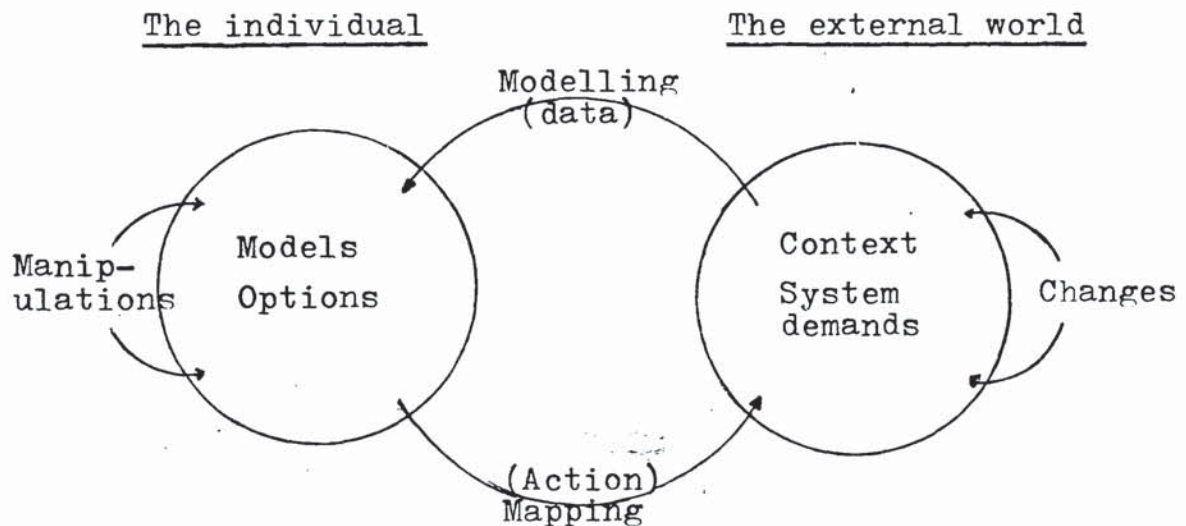 The individual
The external world
Modelling
(data)
Manip-
ulations
Models
Options
Context
System
demands
Changes
(Action)
Mapping